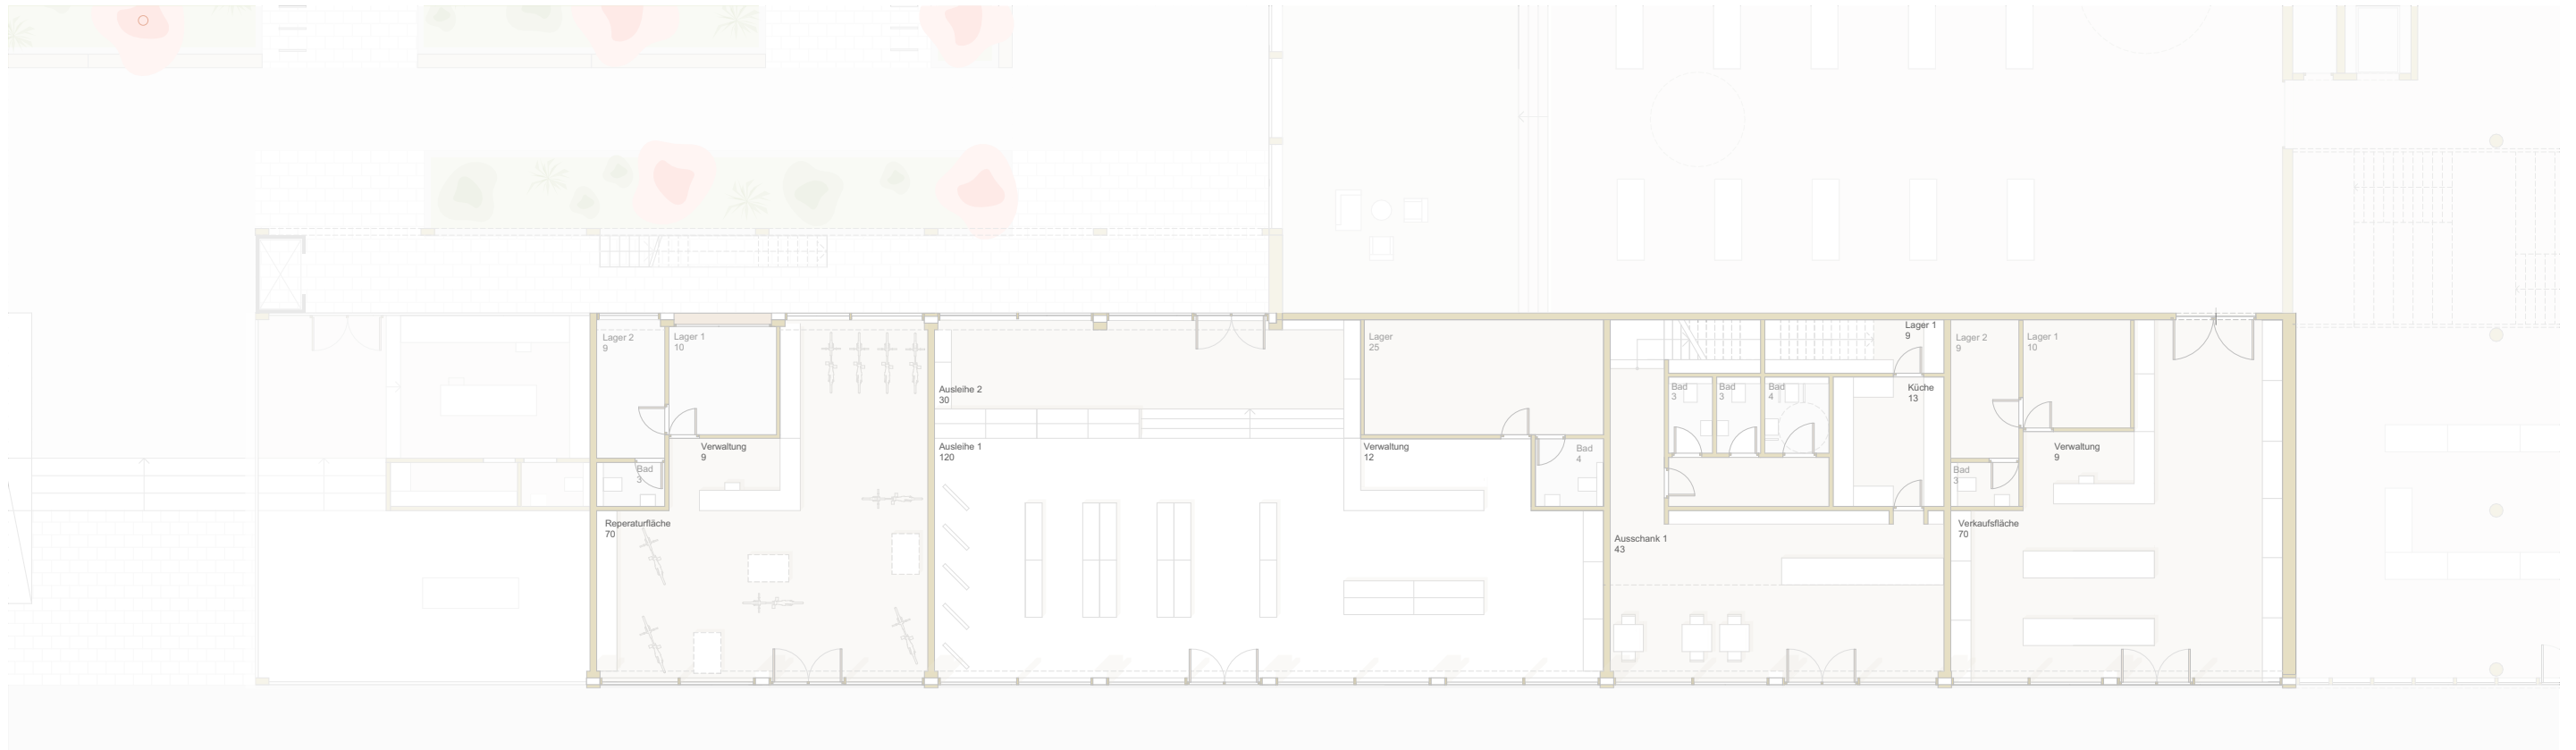 Lager 2
9
Lager 1
10
Verwaltung
9
Bad
3
Reperaturfläche
70
Ausleihe 2
30
Ausleihe 1
120
Lager
25
Verwaltung
12
Bad
4
Bad
3
Bad
3
Bad
4
Lager 1
9
Küche
13
Ausschank 1
43
Lager 2
9
Lager 1
10
Verwaltung
9
Bad
3
Verkaufsfläche
70